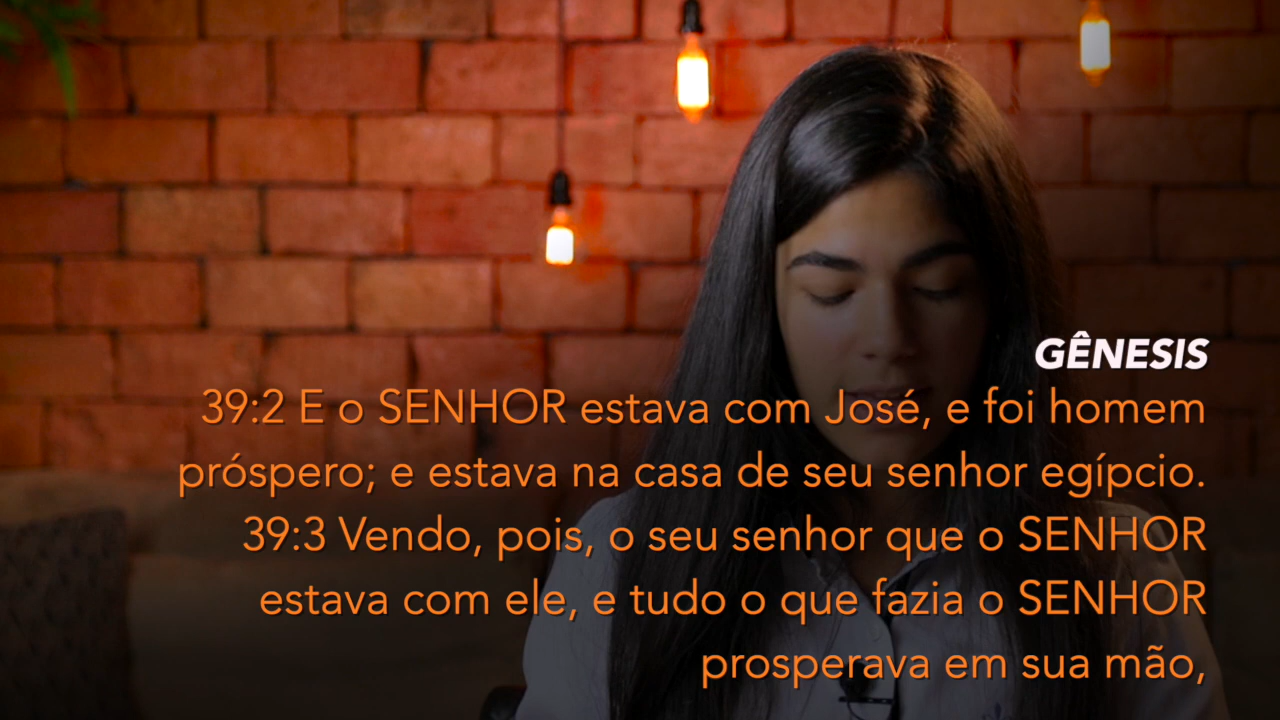 GÊNESIS
39:2 E o SENHOR estava com José, e foi homem
próspero; e estava na casa de seu senhor egípcio.
39:3 Vendo, pois, o seu senhor que o SENHOR
estava com ele, e tudo o que fazia o SENHOR
prosperava em sua mão,